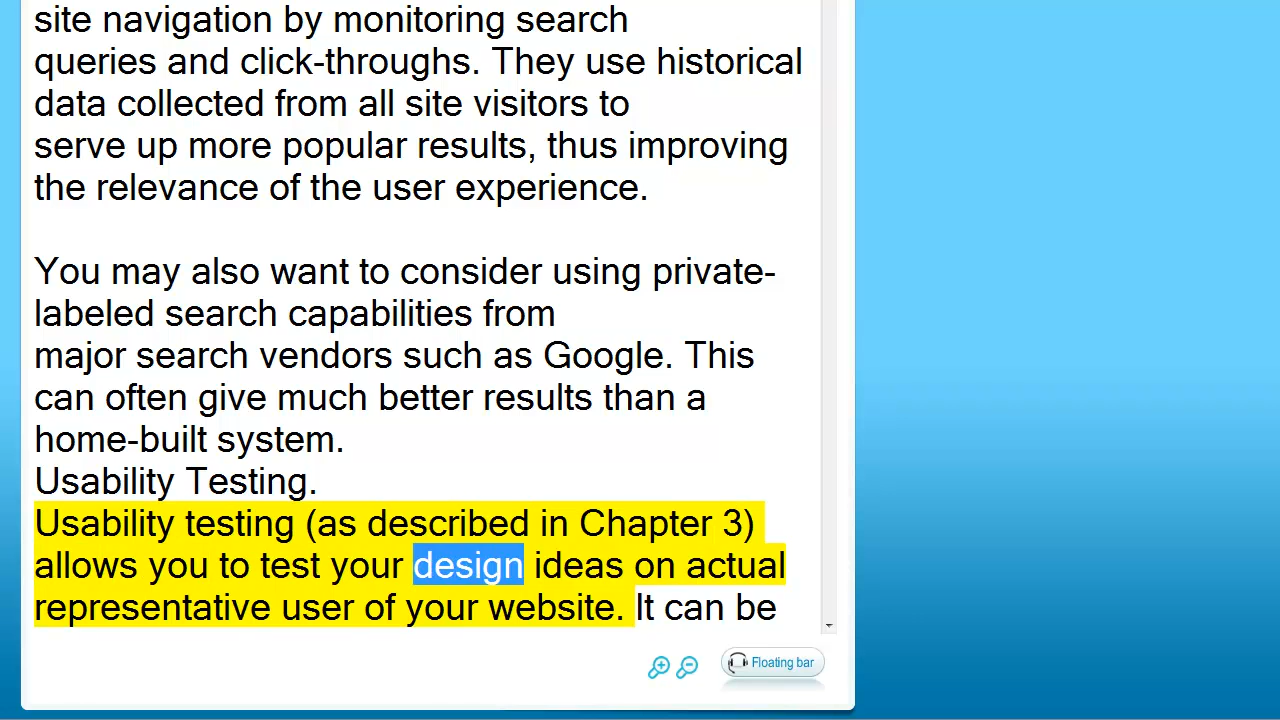 site navigation by monitoring search
queries and click-throughs. They use historical
data collected from all site visitors to
serve up more popular results, thus improving
the relevance of the user experience.
You may also want to consider using private-
labeled search capabilities from
major search vendors such as Google. This
can often give much better results than a
home-built system.
Usability Testing.
Usability testing (as described in Chapter 3)
allows you to test your design ideas on actual
representative user of your website. It can be
Floating bar